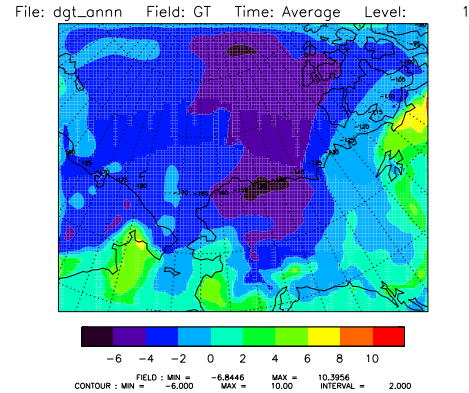 File: dgt_annn Field: GT Time: Average Level: 1
-6 -4 -2 0 2 4 6 8 10
FIELD : MIN = -6.8446 MAX = 10.3956
CONTOUR : MIN = -6.000 MAX = 10.00 INTERVAL = 2.000